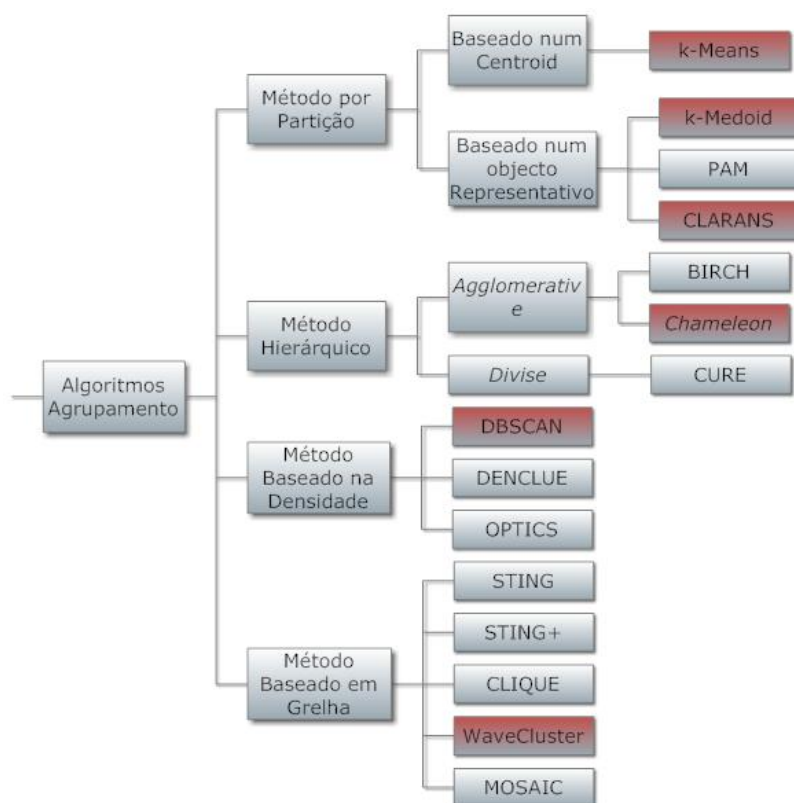 Baseado num
Centroid
k-Means
Método por
Partição
k-Medoid
Baseado num
objecto
Representativo
PAM
CLARANS
BIRCH
Agglomerativ
e
Chameleon
Método
Hierárquico
Divise
CURE
Algoritmos
Agrupamento
DBSCAN
Método
Baseado na
Densidade
DENCLUE
OPTICS
STING
STING+
Método
Baseado em
Grelha
CLIQUE
WaveCluster
MOSAIC